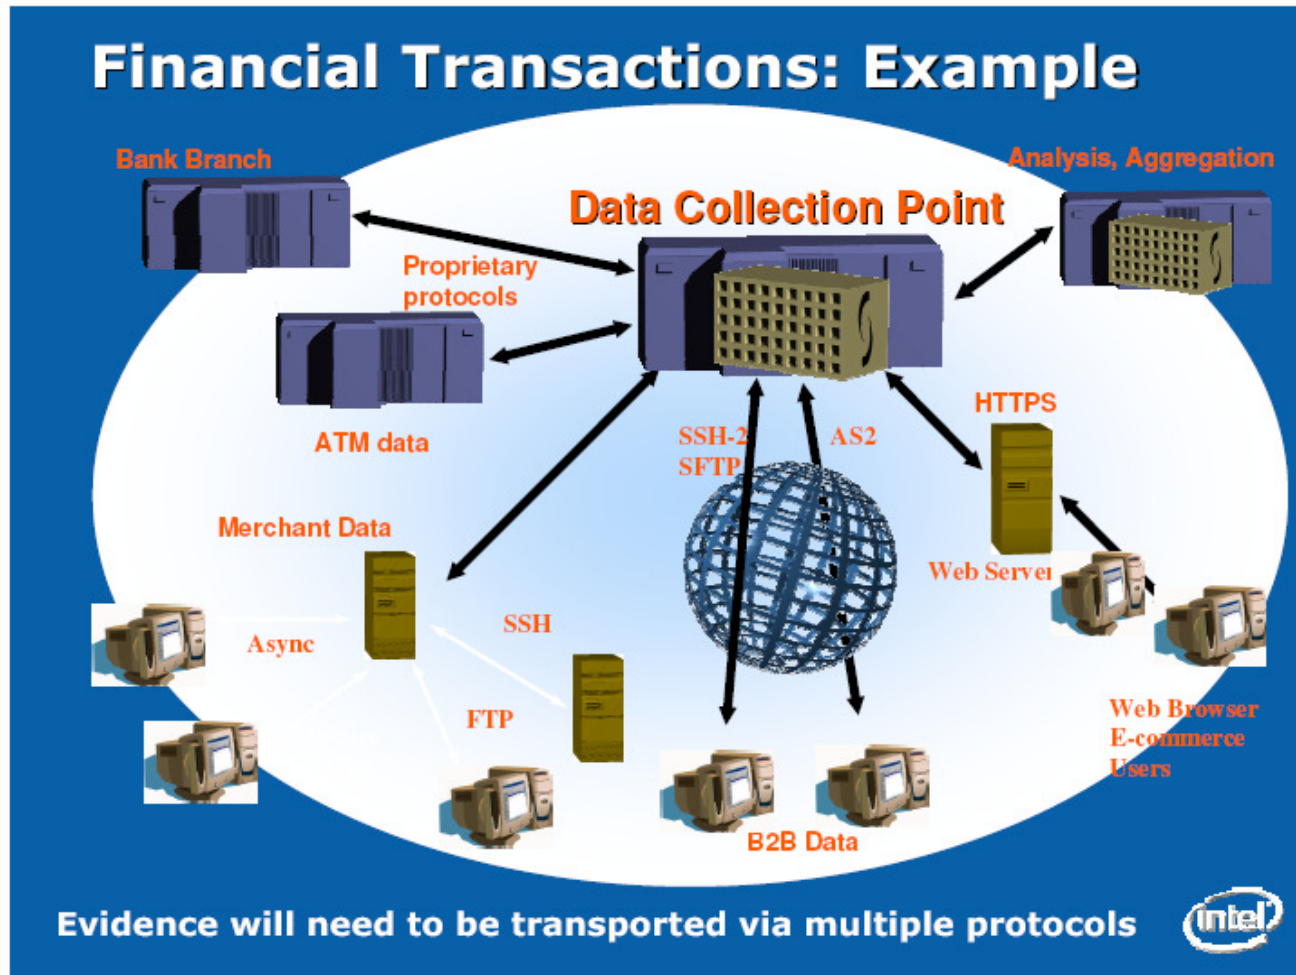 Financial Transactions: Example
Bank Branch
Analysis, Aggregation
Data Collection Point
Proprietary
protocols
HTTPS
ATM data
SSH-2
SFTP
AS2
Merchant Data
Web Server
SSH
Async
FTP
Web Browser
E-commerce
Users
B2B Data
Evidence will need to be transported via multiple protocols
intel